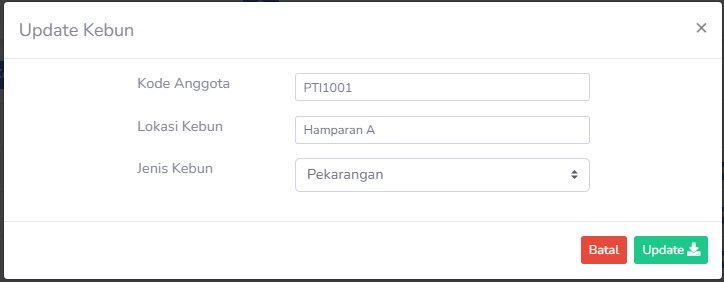 Update Kebun ×
Kode Anggota PTI1001
Lokasi Kebun Hamparan A
Jenis Kebun Pekarangan
Batal Update